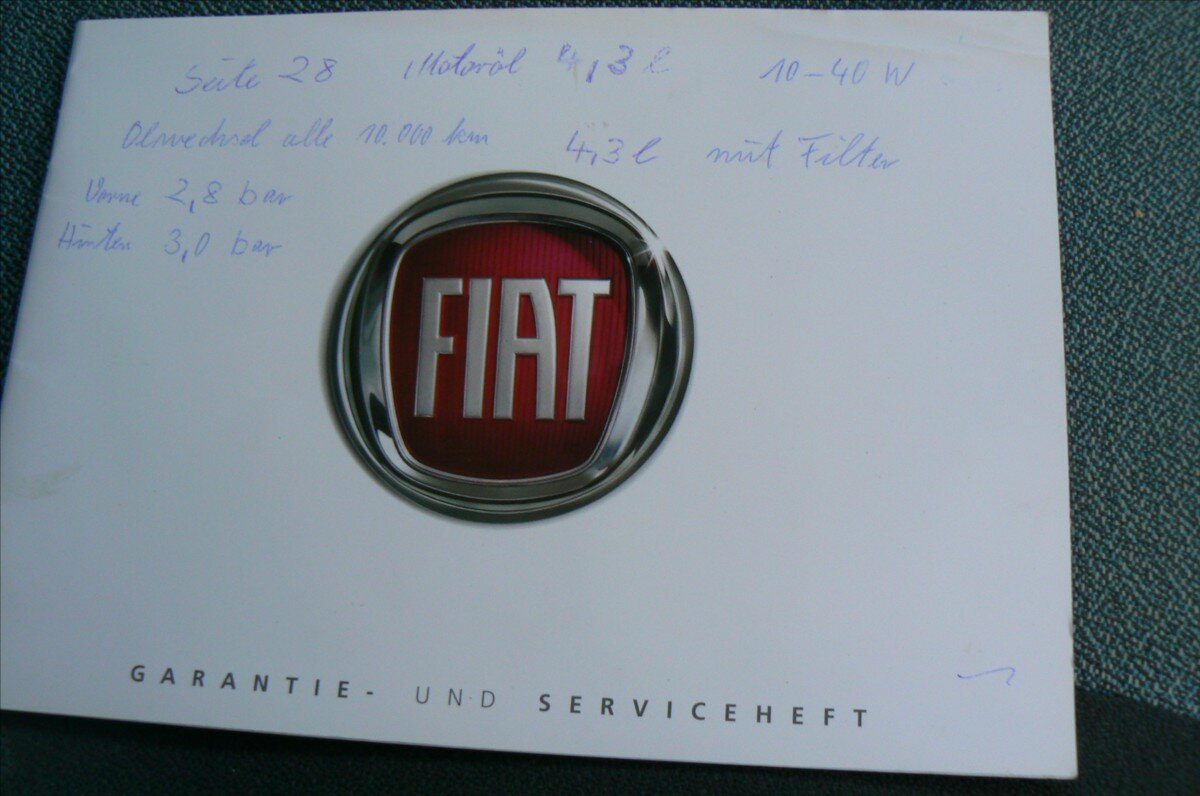 Seite 28 Motoröl 4,3 l 10-40 W
Ölwechsel alle 10.000 km 4,3 l mit Filter
Vorne 2,8 bar
Hinten 3,0 bar
FIAT
GARANTIE- UND SERVICEHEFT